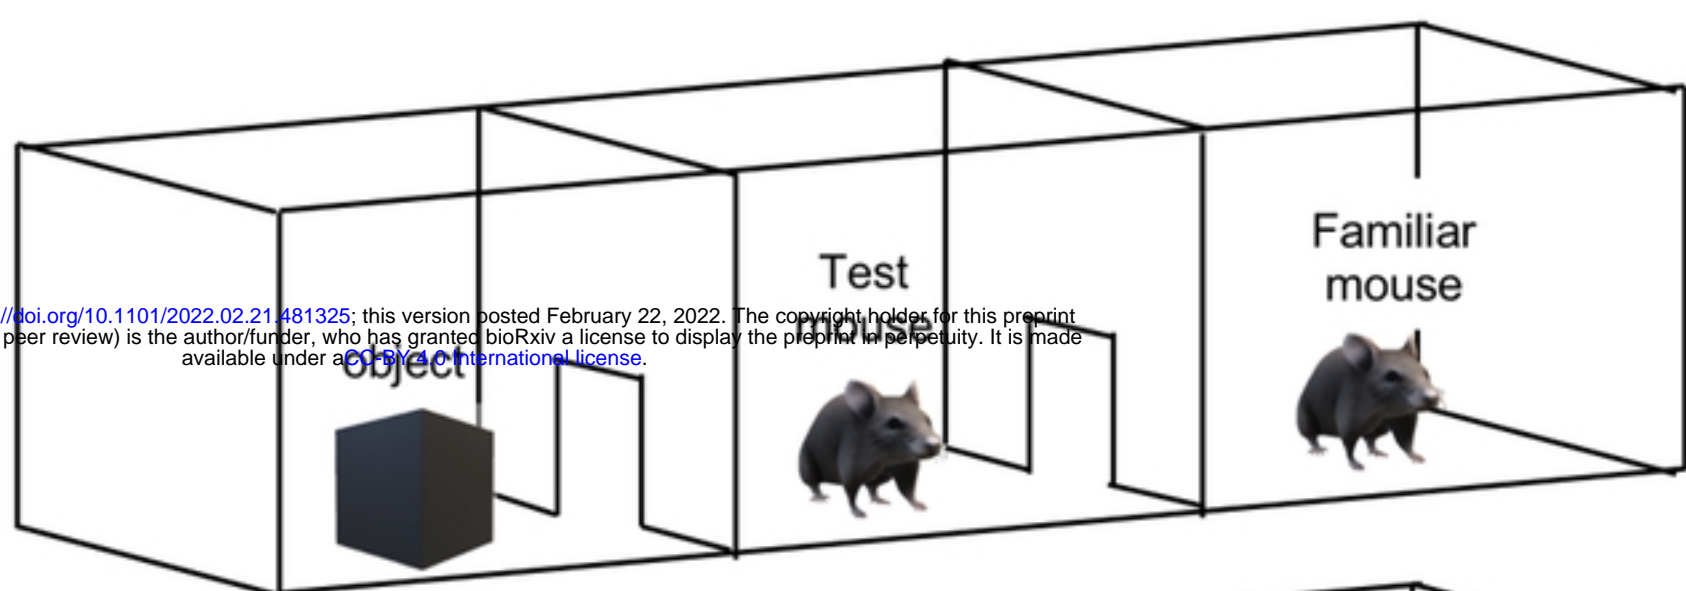 Familiar
mouse
Test
mouse
//doi.org/10.1101/2022.02.21.481325; this version posted February 22, 2022. The copyright holder for this preprint
peer review) is the author/funder, who has granted bioRxiv a license to display the preprint in perpetuity. It is made
available under aCC-BY 4.0 International license.
object